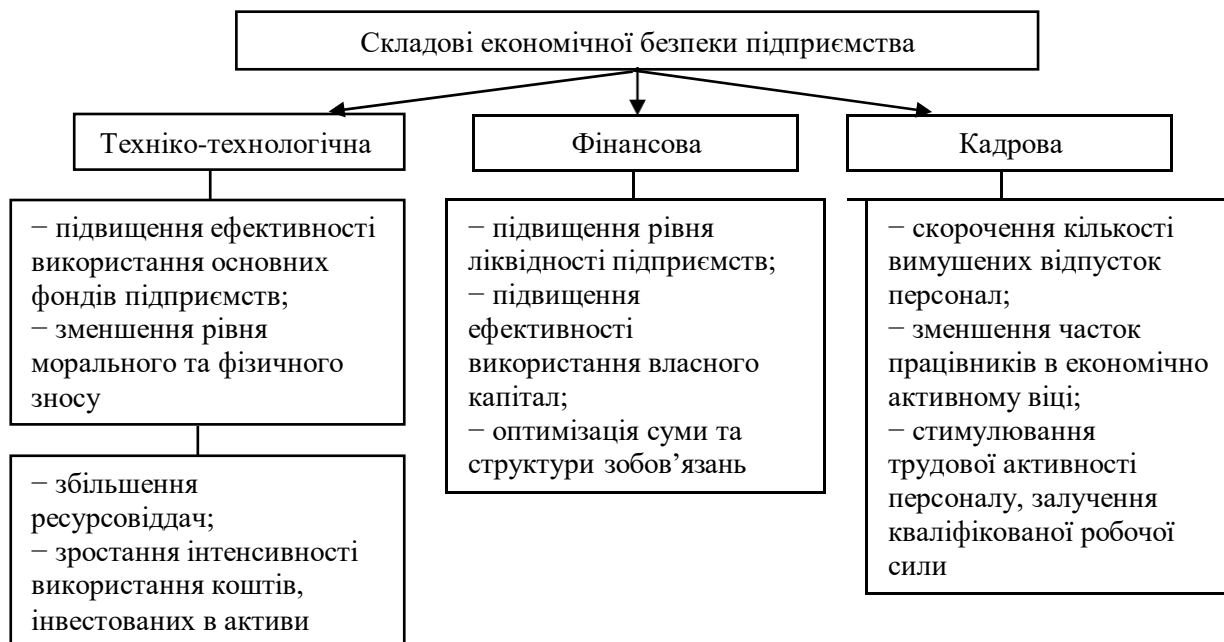 Складові економічної безпеки підприємства
Техніко-технологічна
Фінансова
Кадрова
− підвищення ефективності
використання основних
фондів підприємств;
− зменшення рівня
морального та фізичного
зносу
− збільшення
ресурсовіддач;
− зростання інтенсивності
використання коштів,
інвестованих в активи
− підвищення рівня
ліквідності підприємств;
− підвищення
ефективності
використання власного
капітал;
− оптимізація суми та
структури зобов’язань
− скорочення кількості
вимушених відпусток
персонал;
− зменшення часток
працівників в економічно
активному віці;
− стимулювання
трудової активності
персоналу, залучення
кваліфікованої робочої
сили